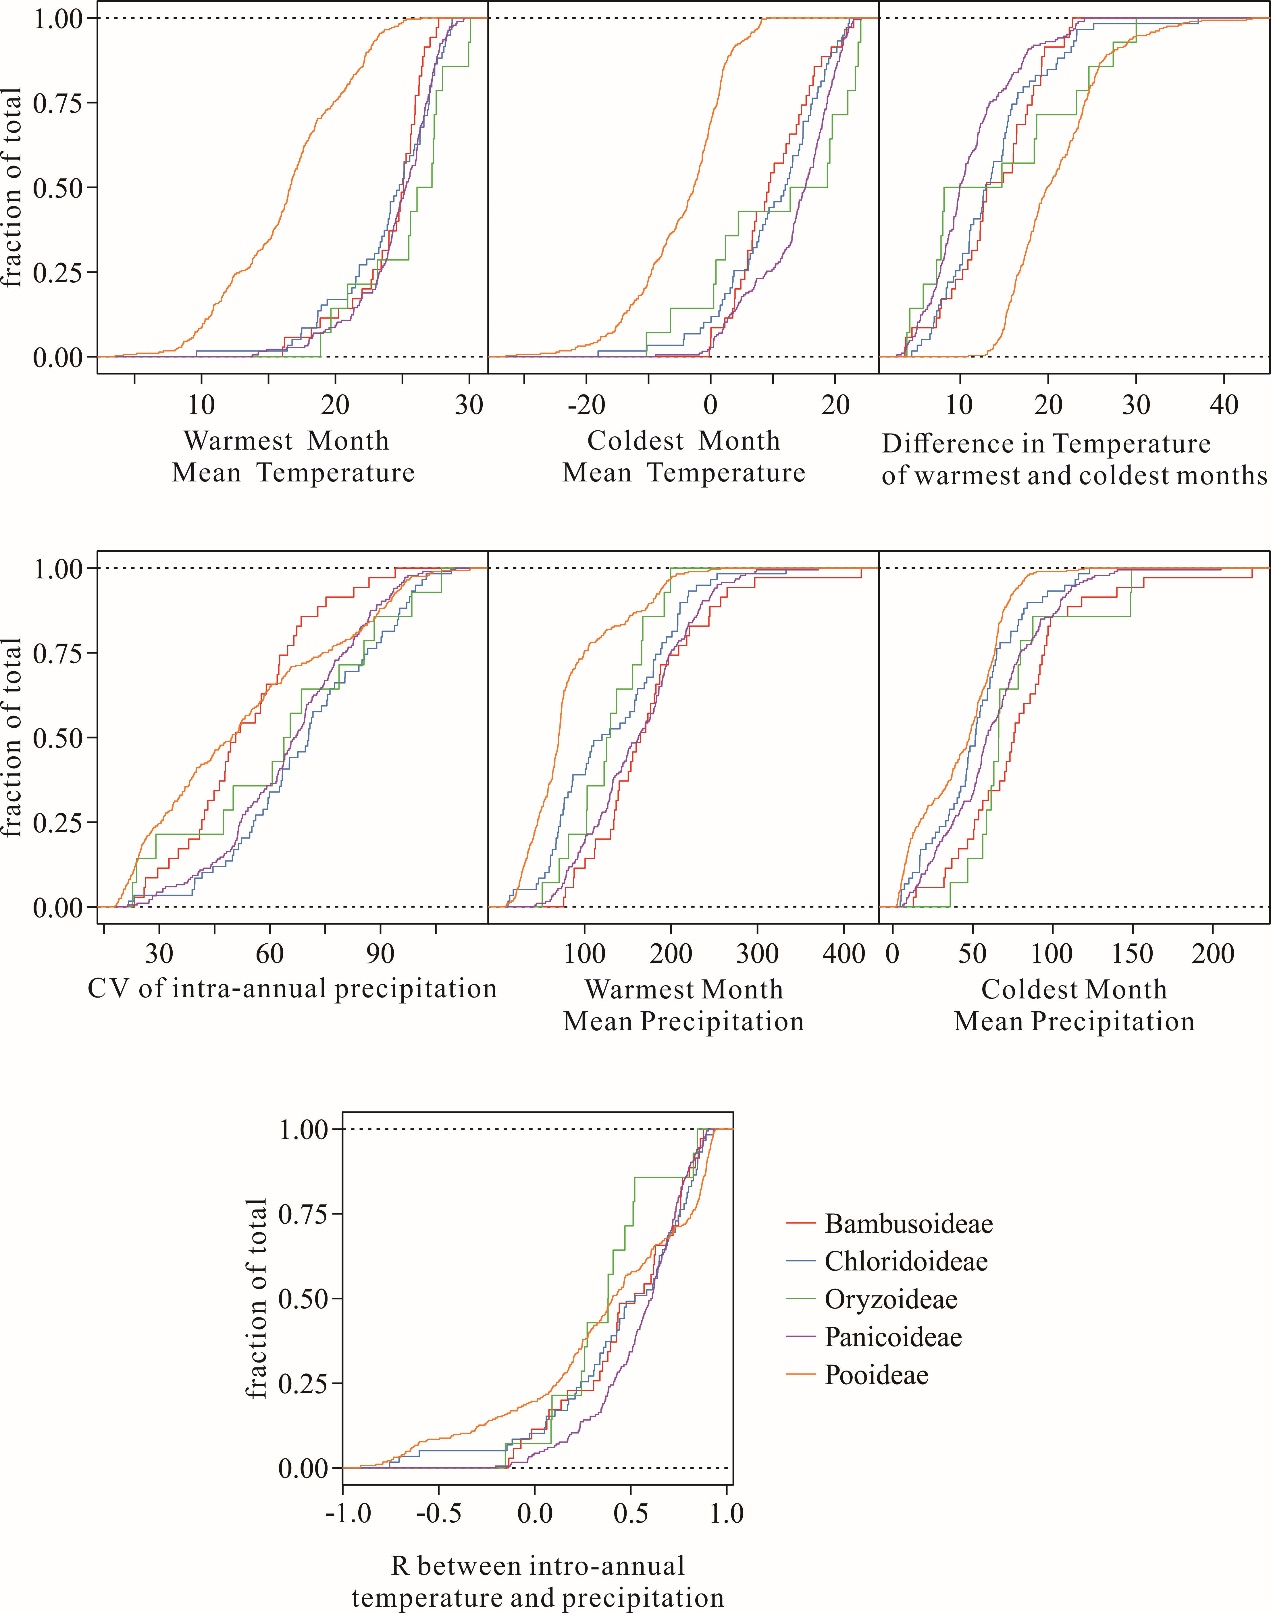 fraction of total
1.00
0.75
0.50
0.25
0.00
10 20 30
-20 0 20
10 20 30 40
Warmest Month
Mean Temperature
Coldest Month
Mean Temperature
Difference in Temperature
of warmest and coldest months
fraction of total
1.00
0.75
0.50
0.25
0.00
30 60 90
100 200 300 400
0 50 100 150 200
CV of intra-annual precipitation
Warmest Month
Mean Precipitation
Coldest Month
Mean Precipitation
fraction of total
1.00
0.75
0.50
0.25
0.00
-1.0 -0.5 0.0 0.5 1.0
R between intro-annual
temperature and precipitation
Bambusoideae
Chloridoideae
Oryzoideae
Panicoideae
Pooideae